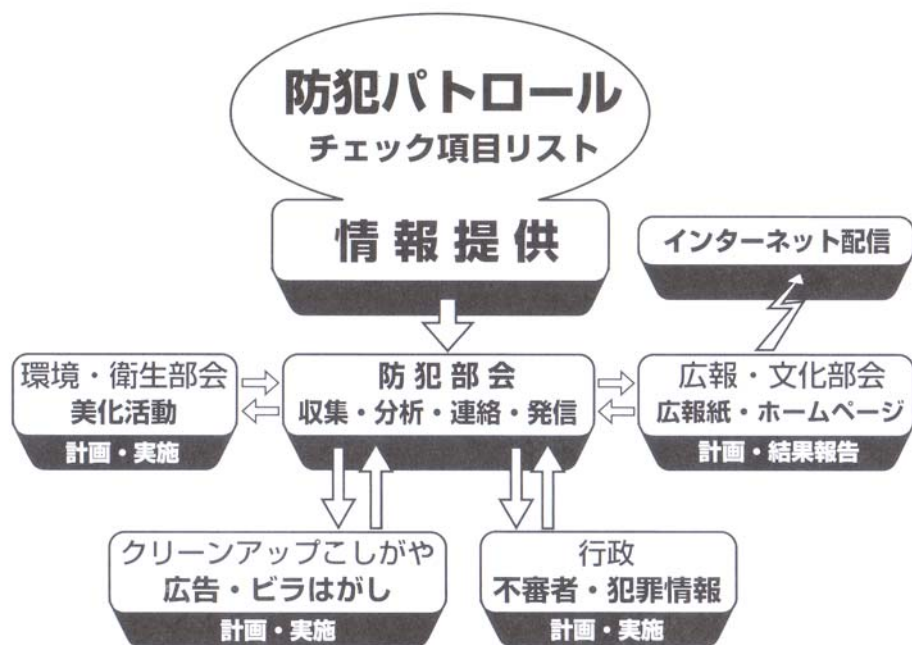 防犯パトロール
チェック項目リスト
情報提供
インターネット配信
環境・衛生部会
美化活動
計画・実施
防犯部会
収集・分析・連絡・発信
広報・文化部会
広報紙・ホームページ
計画・結果報告
クリーンアップこしがや
広告・ビラはがし
計画・実施
行政
不審者・犯罪情報
計画・実施